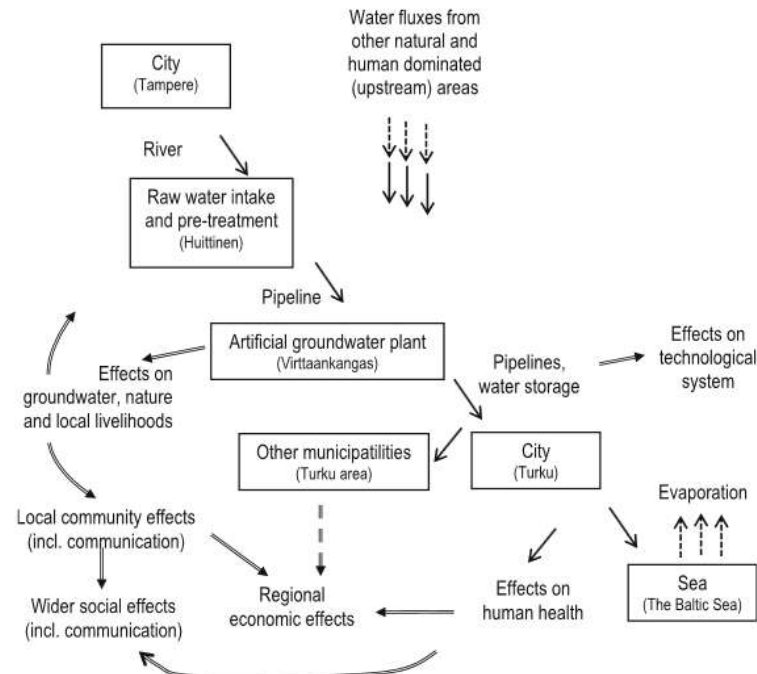 City
(Tampere)
Water fluxes from
other natural and
human dominated
(upstream) areas
River
Raw water intake
and pre-treatment
(Huittinen)
Pipeline
Artificial groundwater plant
(Virttaankangas)
Effects on
groundwater, nature
and local livelihoods
Pipelines,
water storage
Effects on
technological
system
Other municipatilities
(Turku area)
City
(Turku)
Evaporation
Local community effects
(incl. communication)
Sea
(The Baltic Sea)
Wider social effects
(incl. communication)
Regional
economic effects
Effects on
human health